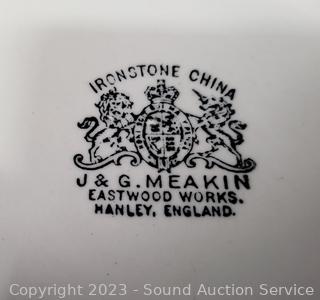 IRONSTONE CHINA
J & G. MEAKIN
EASTWOOD WORKS.
HANLEY, ENGLAND.
Copyright 2023 - Sound Auction Service